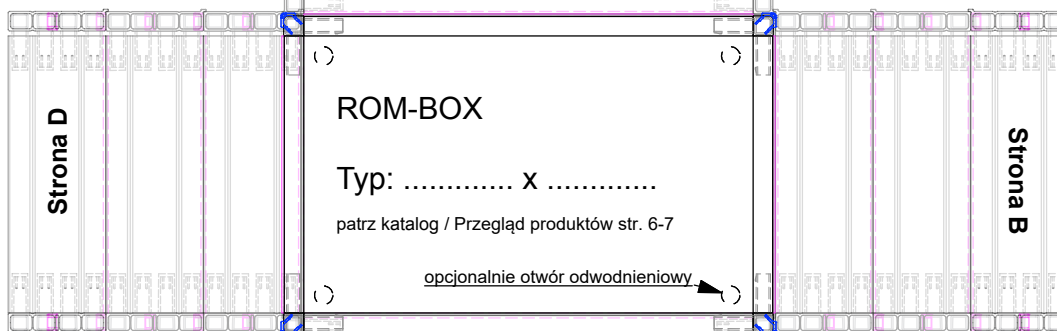 ROM-BOX
Typ: ............. x .............
patrz katalog / Przegląd produktów str. 6-7
opcjonalnie otwór odwodnieniowy
Strona D
Strona B